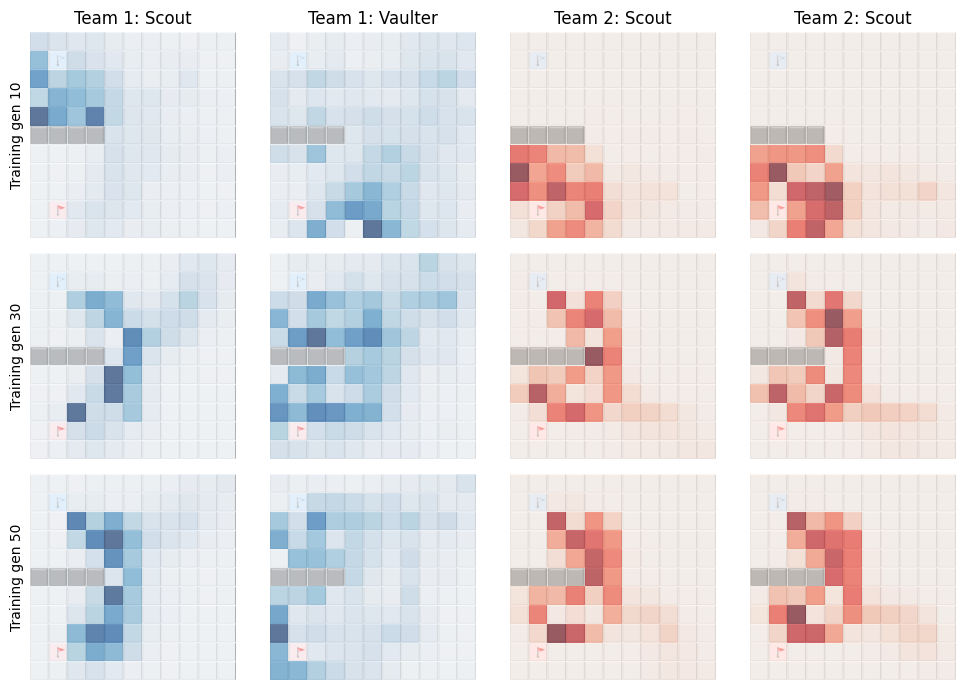 Team 1: Scout
Team 1: Vaulter
Team 2: Scout
Team 2: Scout
Training gen 10
Training gen 30
Training gen 50